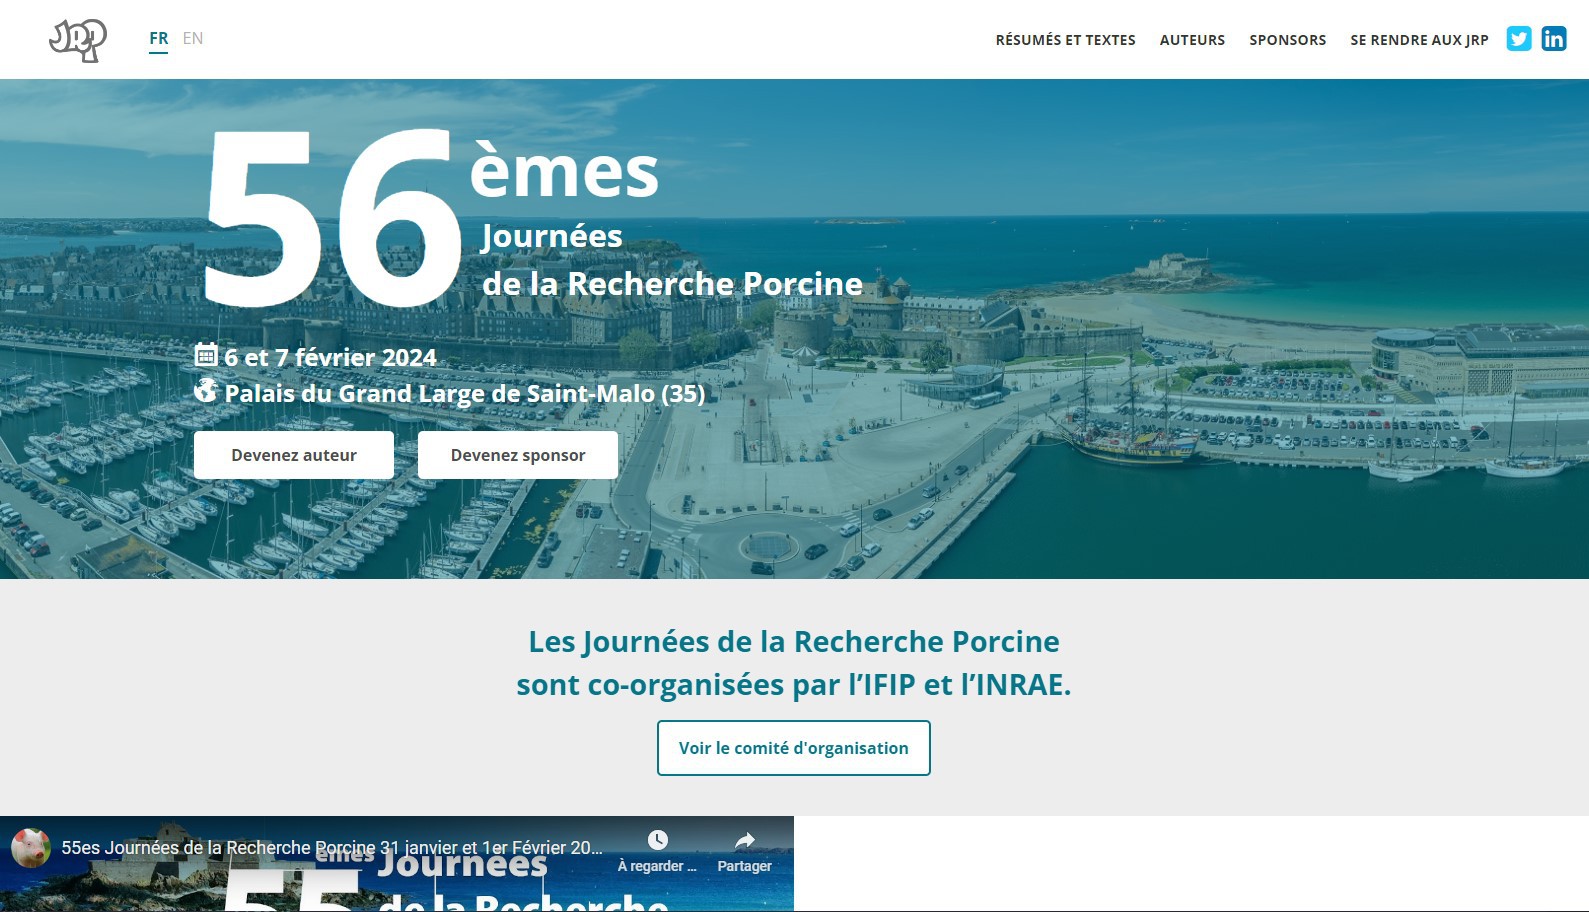 JRP
FR EN
RÉSUMÉS ET TEXTES AUTEURS SPONSORS SE RENDRE AUX JRP
56èmes
Journées
de la Recherche Porcine
6 et 7 février 2024
Palais du Grand Large de Saint-Malo (35)
Devenez auteur Devenez sponsor
Les Journées de la Recherche Porcine
sont co-organisées par l’IFIP et l’INRAE.
Voir le comité d'organisation
55es Journées de la Recherche Porcine 31 janvier et 1er Février 20...
À regarder ... Partager
55èmes Journées
de la Recherche